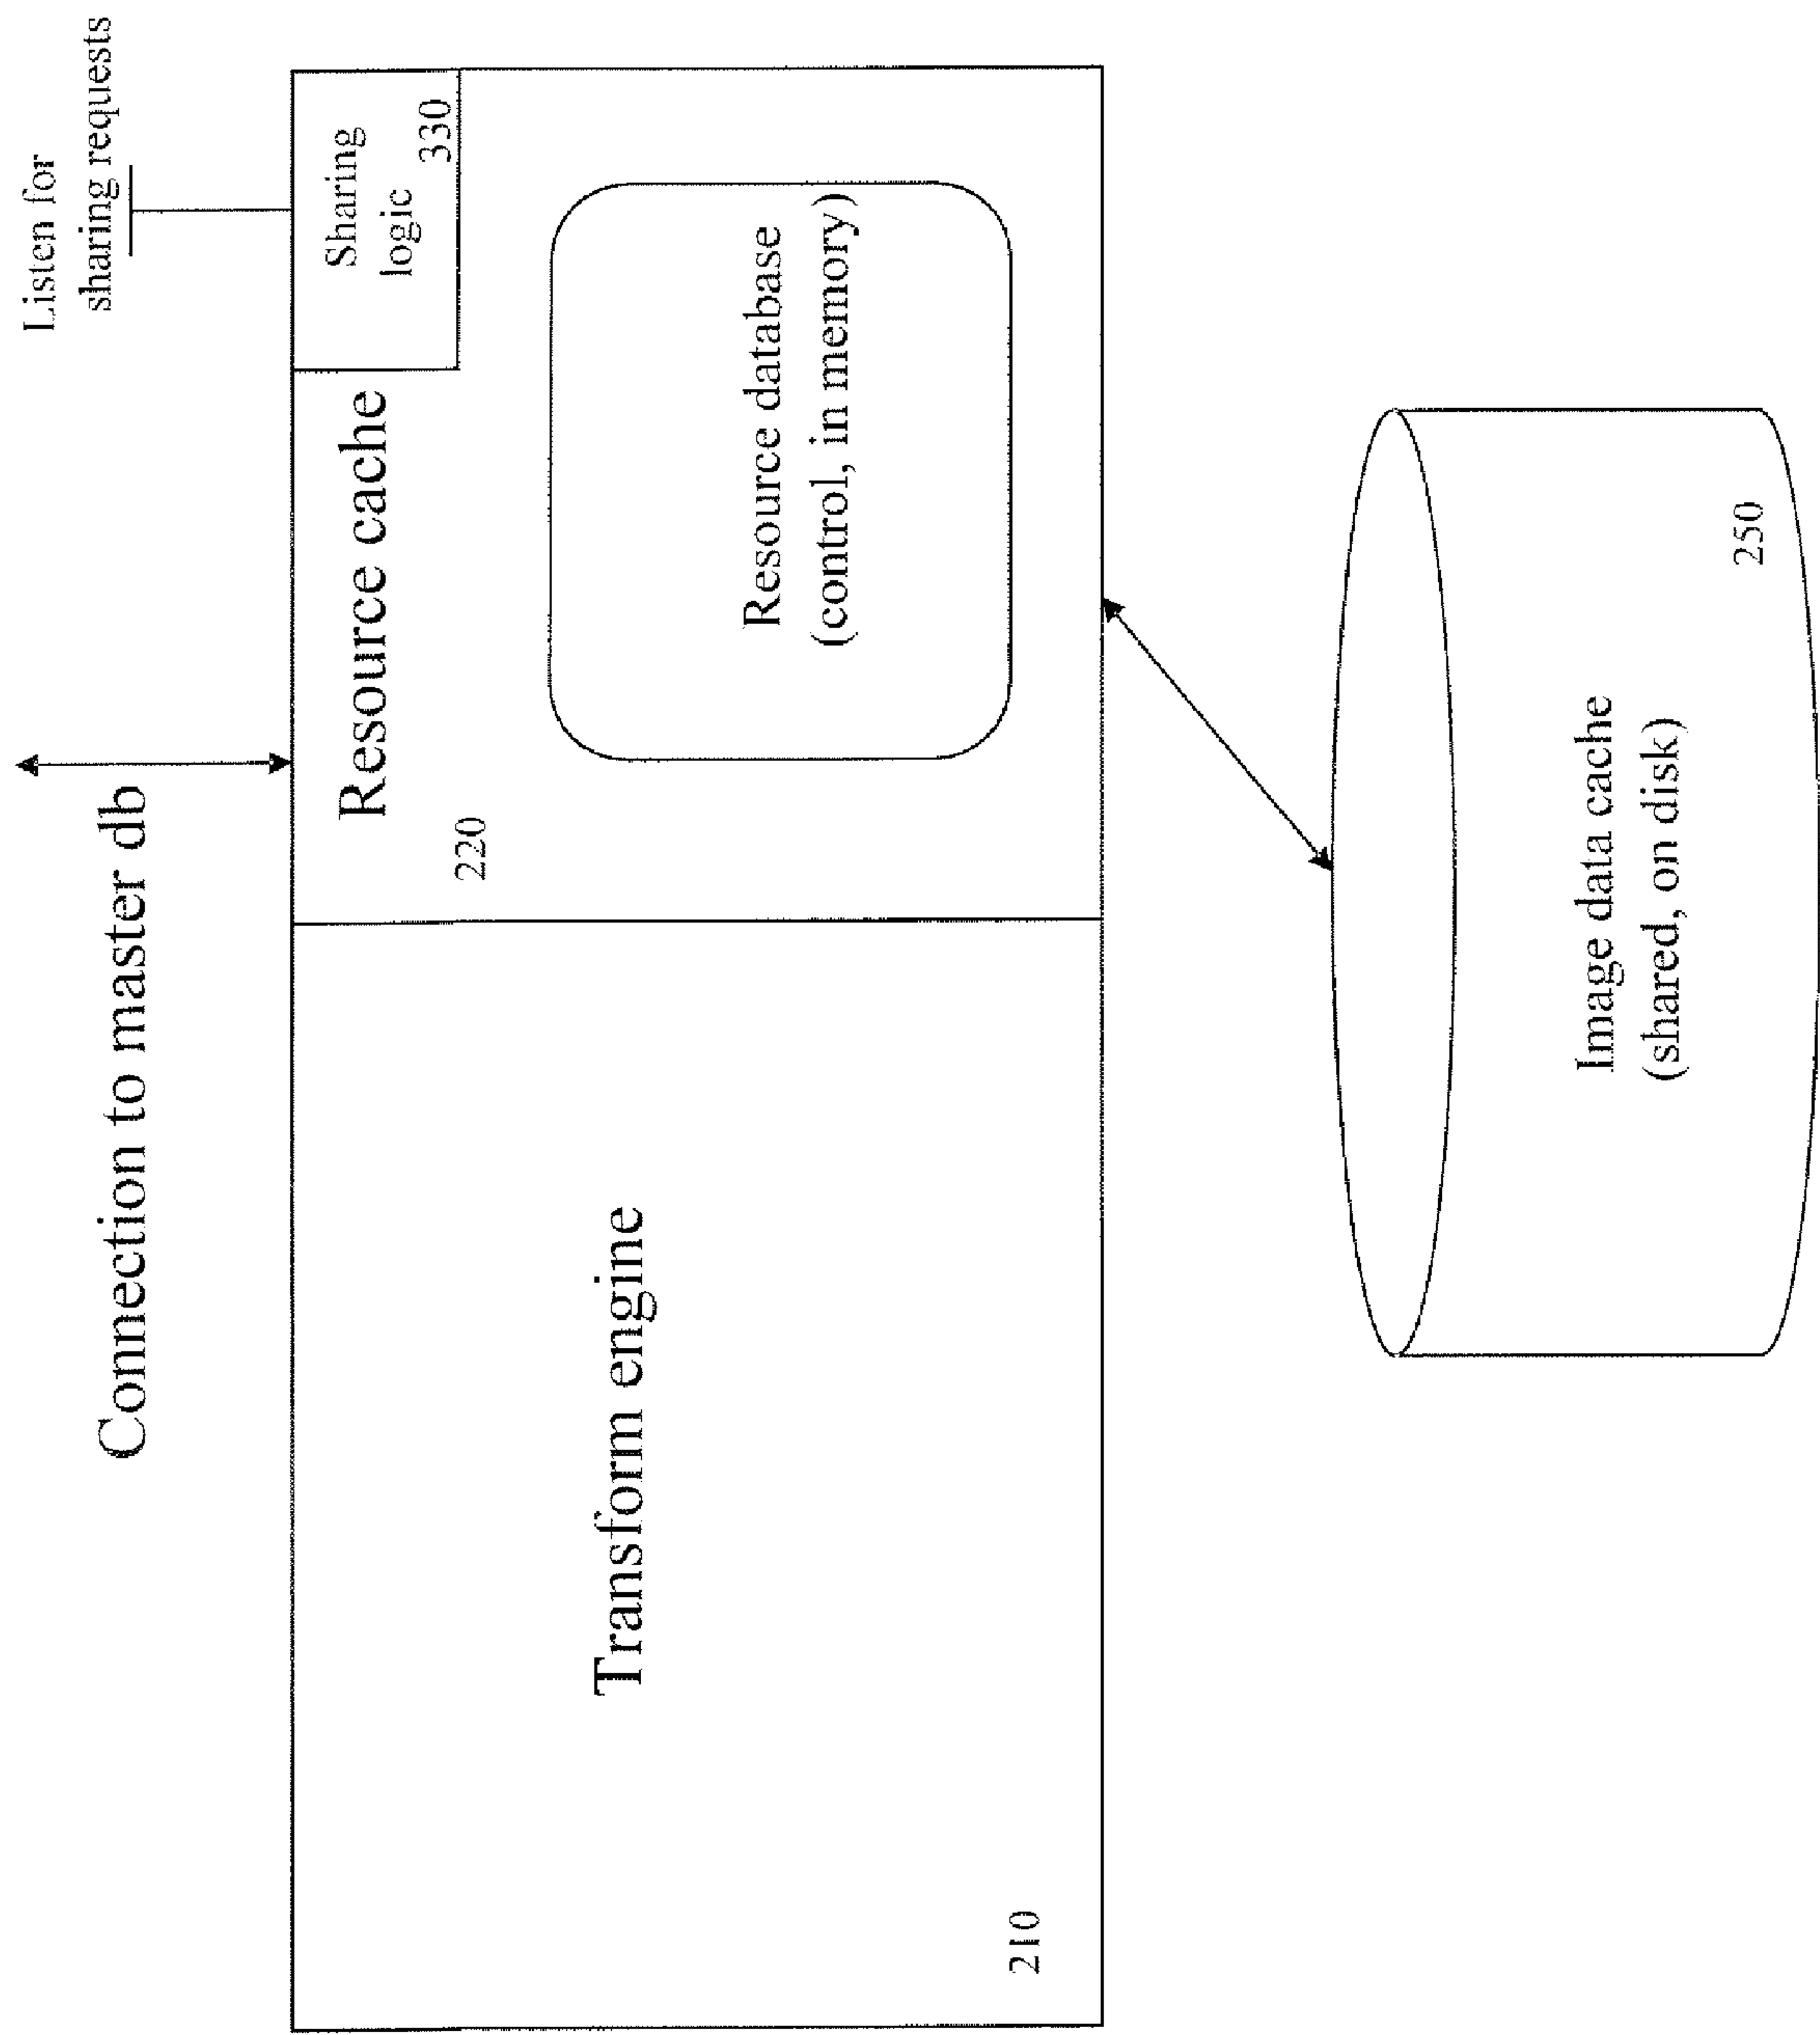 Listen for
sharing requests
Connection to master db
Sharing
logic
330
Resource cache
220
Resource database
(control, in memory)
Transform engine
210
Image data cache
(shared, on disk)
250